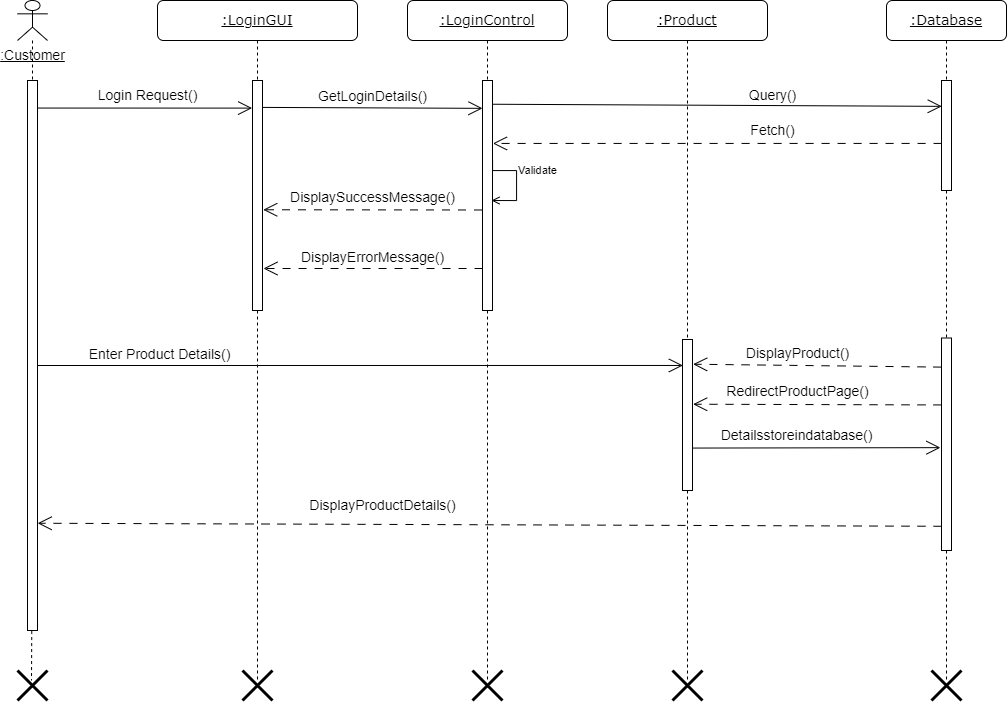 :LoginGUI
:LoginControl
:Product
:Database
:Customer
Login Request()
GetLoginDetails()
Query()
Fetch()
Validate
DisplaySuccessMessage()
DisplayErrorMessage()
Enter Product Details()
DisplayProduct()
RedirectProductPage()
Detailsstoreindatabase()
DisplayProductDetails()